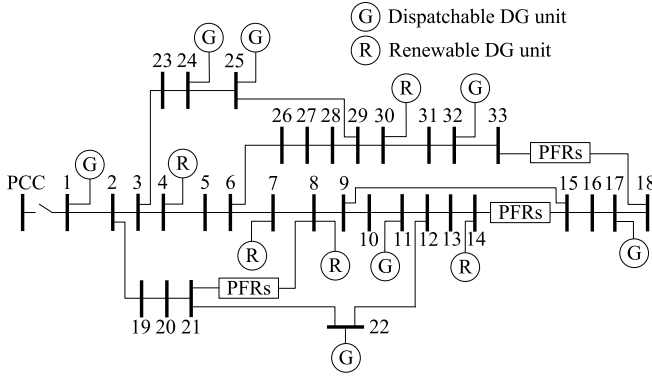 G Dispatchable DG unit
R Renewable DG unit
G G
23 24 25
R G
26 27 28 29 30 31 32 33
PFRs
G R
PCC 1 2 3 4 5 6 7 8 9 15 16 17 18
PFRs
10 11 12 13 14
R R G R G
PFRs
19 20 21 22
G